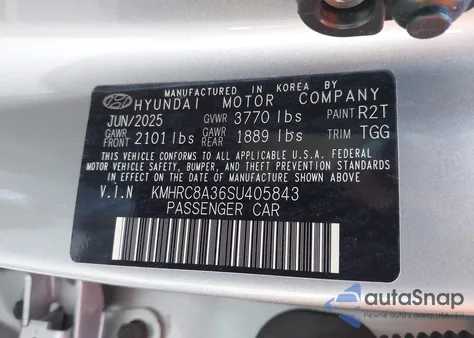 MANUFACTURED IN KOREA BY
HYUNDAI MOTOR COMPANY
JUN/2025 GVWR 3770 lbs PAINT R2T
GAWR FRONT 2101 lbs GAWR REAR 1889 lbs TRIM TGG
THIS VEHICLE CONFORMS TO ALL APPLICABLE U.S.A. FEDERAL
MOTOR VEHICLE SAFETY, BUMPER, AND THEFT PREVENTION STANDARDS
IN EFFECT ON THE DATE OF MANUFACTURE SHOWN ABOVE.
V.I.N KMHRC8A36SU405843
PASSENGER CAR
autoSnap